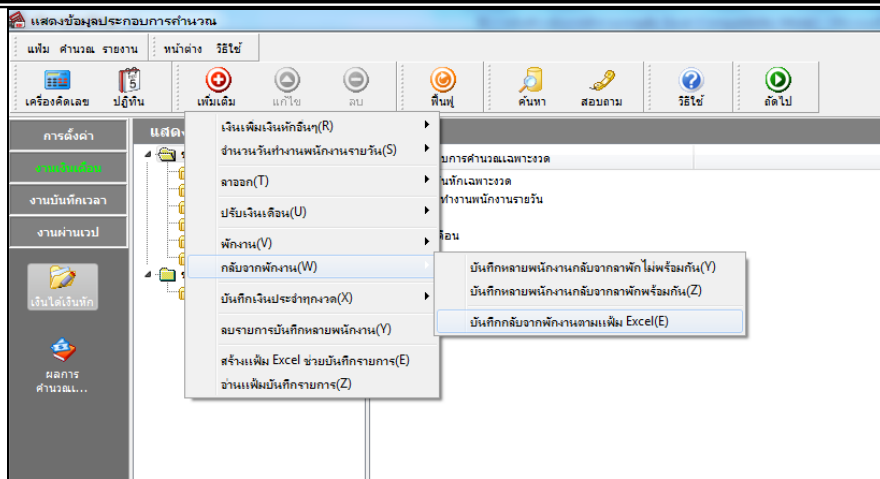 แสดงข้อมูลประกอบการคำนวณ
แฟ้ม คำนวณ รายงาน หน้าต่าง วิธีใช้
เครื่องคิดเลข ปฏิทิน เพิ่มเติม แก้ไข ลบ ฟื้นฟู ค้นหา สอบถาม วิธีใช้ ถัดไป
5
การตั้งค่า
งานเงินเดือน
งานบันทึกเวลา
งานผ่านเวป
เงินได้เงินหัก
ผลการ
คำนวณแ...
แสดง
เงินเพิ่มเงินหักอื่นๆ(R)
จำนวนวันทำงานพนักงานรายวัน(S)
ลาออก(T)
ปรับเงินเดือน(U)
พักงาน(V)
กลับจากพักงาน(W)
บันทึกเงินประจำทุกงวด(X)
ลบรายการบันทึกหลายพนักงาน(Y)
สร้างแฟ้ม Excel ช่วยบันทึกรายการ(E)
อ่านแฟ้มบันทึกรายการ(Z)
บการคำนวณเฉพาะงวด
นหักเฉพาะงวด
ทำงานพนักงานรายวัน
ดือน
บันทึกหลายพนักงานกลับจากลาพักไม่พร้อมกัน(Y)
บันทึกหลายพนักงานกลับจากลาพักพร้อมกัน(Z)
บันทึกกลับจากพักงานตามแฟ้ม Excel(E)